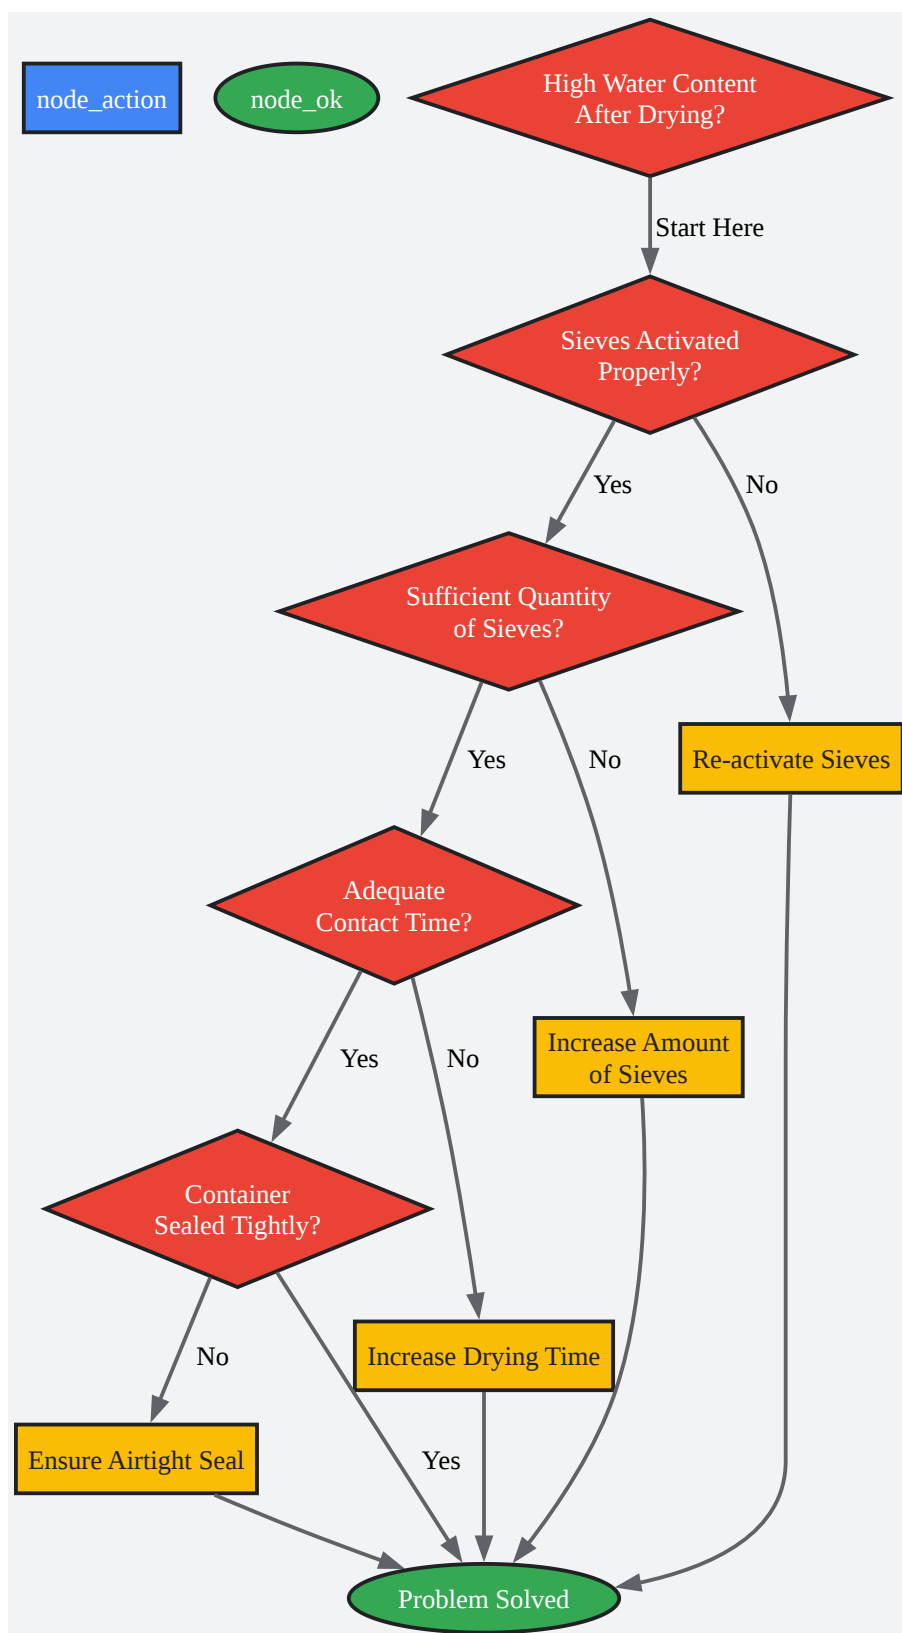 node_action
node_ok
High Water Content
After Drying?
Start Here
Sieves Activated
Properly?
Yes
No
Sufficient Quantity
of Sieves?
Yes
No
Re-activate Sieves
Adequate
Contact Time?
Yes
No
Increase Amount
of Sieves
Container
Sealed Tightly?
No
Increase Drying Time
Ensure Airtight Seal
Yes
Problem Solved